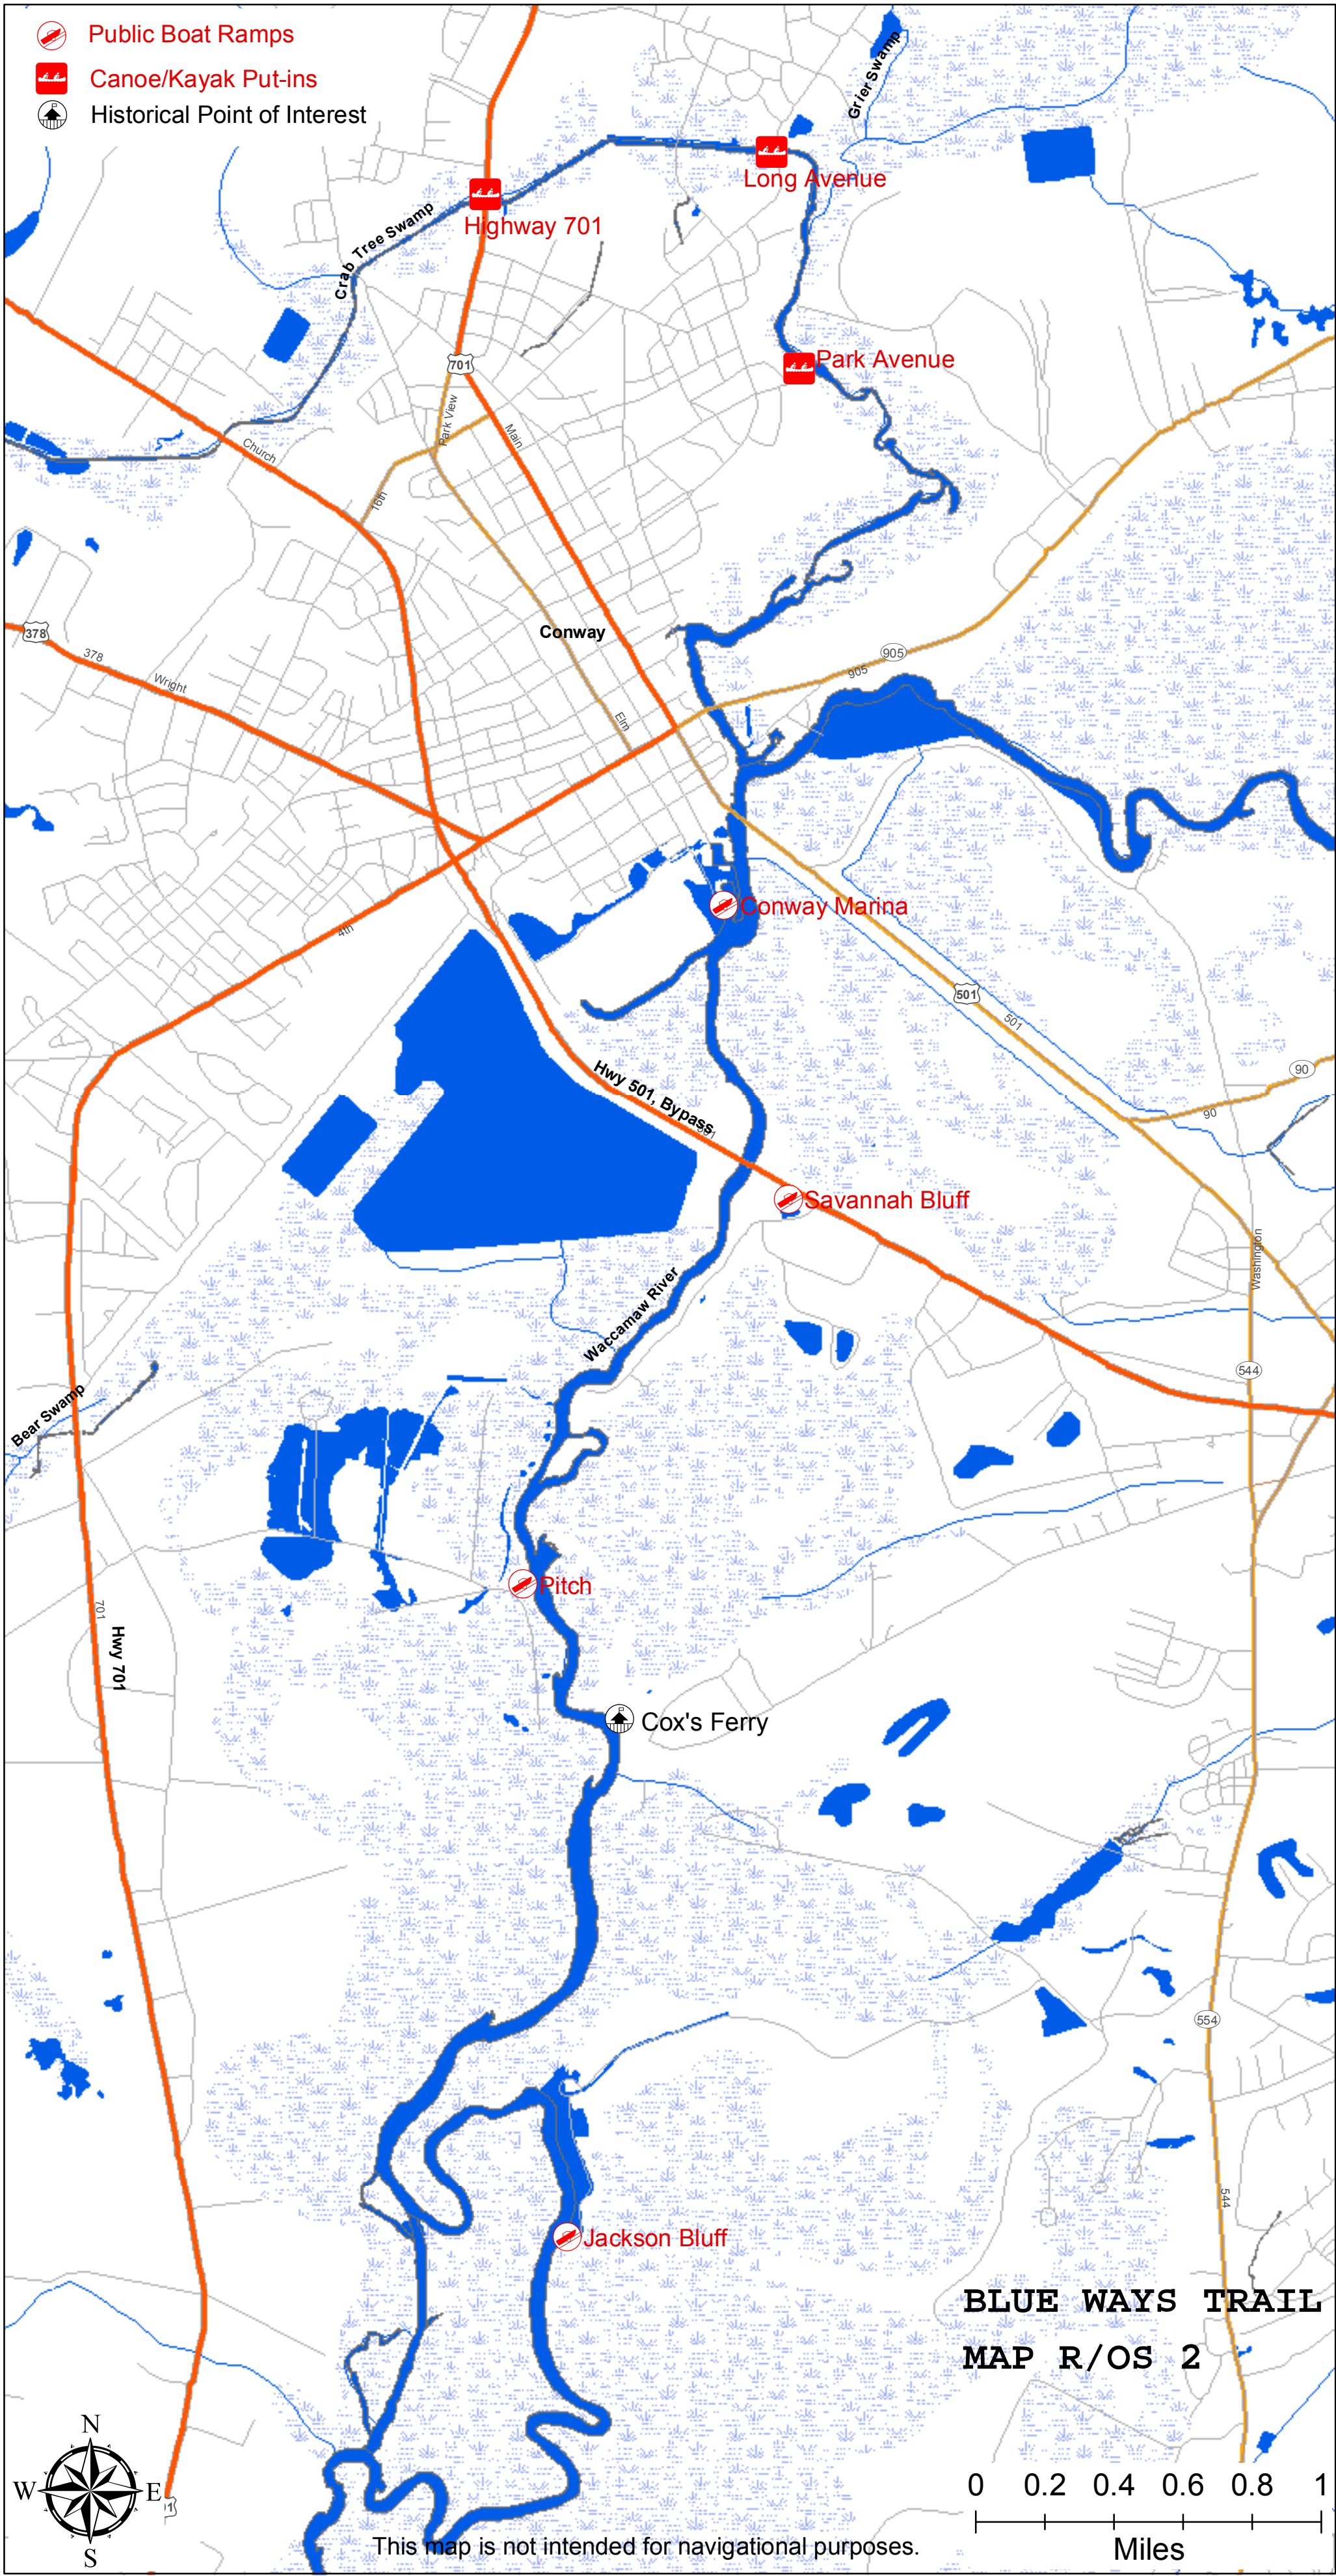 Public Boat Ramps
Canoe/Kayak Put-ins
Historical Point of Interest
Grier Swamp
Long Avenue
Highway 701
Crab Tree Swamp
Park Avenue
701
Park View
Main
Church
16th
378
378
Wright
Conway
905
905
Elm
Conway Marina
4th
501
501
Hwy 501, Bypass
90
90
Savannah Bluff
Washington
Waccamaw River
544
Bear Swamp
Pitch
701
Hwy 701
Cox's Ferry
554
544
Jackson Bluff
BLUE WAYS TRAIL
MAP R/OS 2
N
W E
S
0 0.2 0.4 0.6 0.8 1
Miles
This map is not intended for navigational purposes.